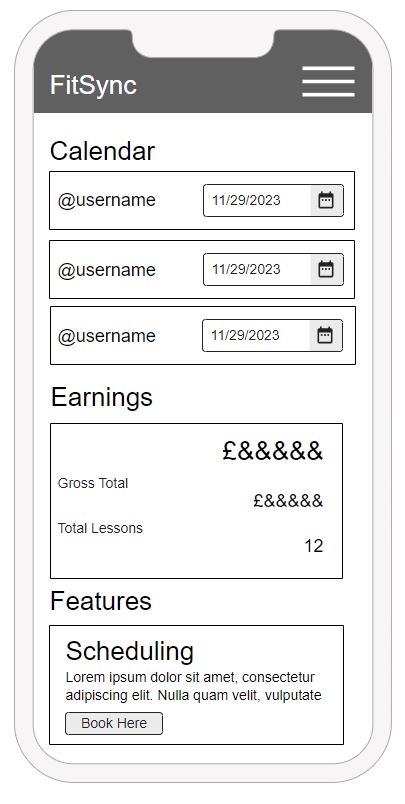 FitSync
Calendar
@username 11/29/2023
@username 11/29/2023
@username 11/29/2023
Earnings
£&&&&&
Gross Total
£&&&&&
Total Lessons
12
Features
Scheduling
Lorem ipsum dolor sit amet, consectetur
adipiscing elit. Nulla quam velit, vulputate
Book Here